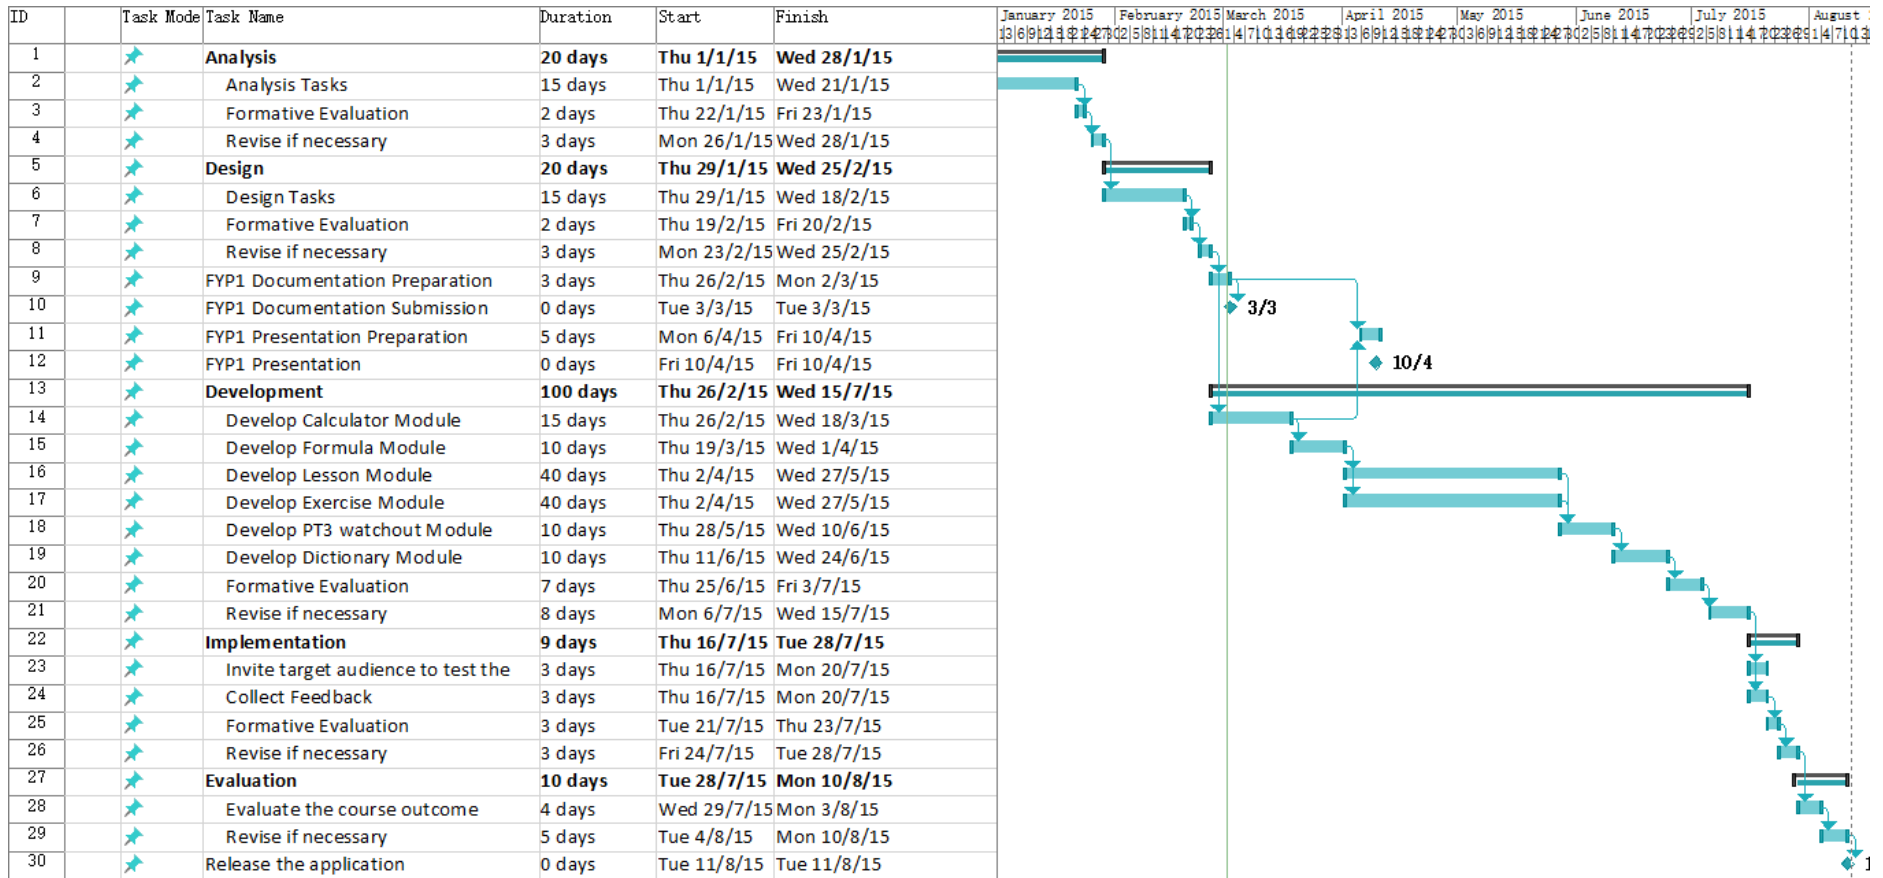 ID Task Mode Task Name Duration Start Finish January 2015 February 2015 March 2015 April 2015 May 2015 June 2015 July 2015 August
1 Analysis 20 days Thu 1/1/15 Wed 28/1/15
2 Analysis Tasks 15 days Thu 1/1/15 Wed 21/1/15
3 Formative Evaluation 2 days Thu 22/1/15 Fri 23/1/15
4 Revise if necessary 3 days Mon 26/1/15 Wed 28/1/15
5 Design 20 days Thu 29/1/15 Wed 25/2/15
6 Design Tasks 15 days Thu 29/1/15 Wed 18/2/15
7 Formative Evaluation 2 days Thu 19/2/15 Fri 20/2/15
8 Revise if necessary 3 days Mon 23/2/15 Wed 25/2/15
9 FYP1 Documentation Preparation 3 days Thu 26/2/15 Mon 2/3/15
10 FYP1 Documentation Submission 0 days Tue 3/3/15 Tue 3/3/15 3/3
11 FYP1 Presentation Preparation 5 days Mon 6/4/15 Fri 10/4/15
12 FYP1 Presentation 0 days Fri 10/4/15 Fri 10/4/15 10/4
13 Development 100 days Thu 26/2/15 Wed 15/7/15
14 Develop Calculator Module 15 days Thu 26/2/15 Wed 18/3/15
15 Develop Formula Module 10 days Thu 19/3/15 Wed 1/4/15
16 Develop Lesson Module 40 days Thu 2/4/15 Wed 27/5/15
17 Develop Exercise Module 40 days Thu 2/4/15 Wed 27/5/15
18 Develop PT3 watchout Module 10 days Thu 28/5/15 Wed 10/6/15
19 Develop Dictionary Module 10 days Thu 11/6/15 Wed 24/6/15
20 Formative Evaluation 7 days Thu 25/6/15 Fri 3/7/15
21 Revise if necessary 8 days Mon 6/7/15 Wed 15/7/15
22 Implementation 9 days Thu 16/7/15 Tue 28/7/15
23 Invite target audience to test the 3 days Thu 16/7/15 Mon 20/7/15
24 Collect Feedback 3 days Thu 16/7/15 Mon 20/7/15
25 Formative Evaluation 3 days Tue 21/7/15 Thu 23/7/15
26 Revise if necessary 3 days Fri 24/7/15 Tue 28/7/15
27 Evaluation 10 days Tue 28/7/15 Mon 10/8/15
28 Evaluate the course outcome 4 days Wed 29/7/15 Mon 3/8/15
29 Revise if necessary 5 days Tue 4/8/15 Mon 10/8/15
30 Release the application 0 days Tue 11/8/15 Tue 11/8/15 1